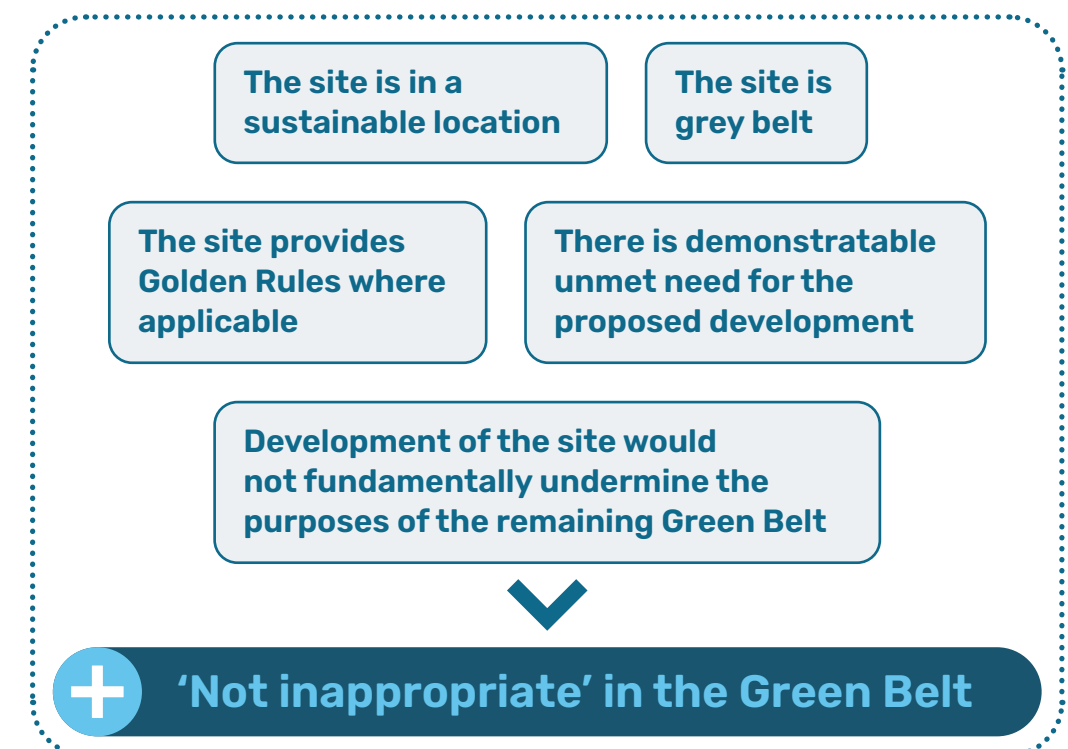 The site is in a
sustainable location
The site is
grey belt
The site provides
Golden Rules where
applicable
There is demonstratable
unmet need for the
proposed development
Development of the site would
not fundamentally undermine the
purposes of the remaining Green Belt
‘Not inappropriate’ in the Green Belt